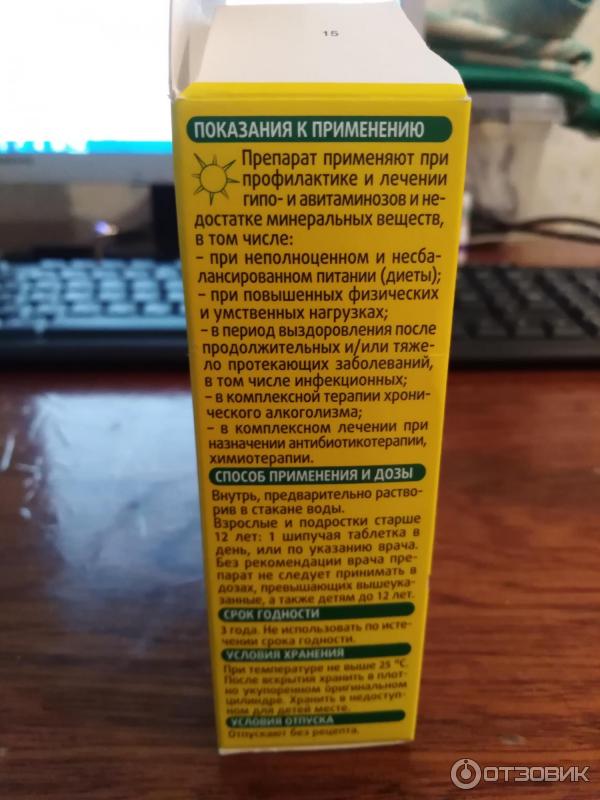 15
ПОКАЗАНИЯ К ПРИМЕНЕНИЮ
Препарат применяют при
профилактике и лечении
гипо- и авитаминозов и не-
достатке минеральных веществ,
в том числе:
- при неполноценном и несба-
лансированном питании (диеты);
- при повышенных физических
и умственных нагрузках;
- в период выздоровления после
продолжительных и/или тяже-
ло протекающих заболеваний,
в том числе инфекционных;
- в комплексной терапии хрони-
ческого алкоголизма;
- в комплексном лечении при
назначении антибиотикотерапии,
химиотерапии.
СПОСОБ ПРИМЕНЕНИЯ И ДОЗЫ
Внутрь, предварительно раство-
рив в стакане воды.
Взрослые и подростки старше
12 лет: 1 шипучая таблетка в
день, или по указанию врача.
Без рекомендации врача пре-
парат не следует принимать в
дозах, превышающих вышеука-
занные, а также детям до 12 лет.
СРОК ГОДНОСТИ
3 года. Не использовать по исте-
чении срока годности.
УСЛОВИЯ ХРАНЕНИЯ
При температуре не выше 25 °С.
После вскрытия хранить в плот-
но укупоренном оригинальном
цилиндре. Хранить в недоступ-
ном для детей месте.
УСЛОВИЯ ОТПУСКА
Отпускают без рецепта.
ОТЗОВИК